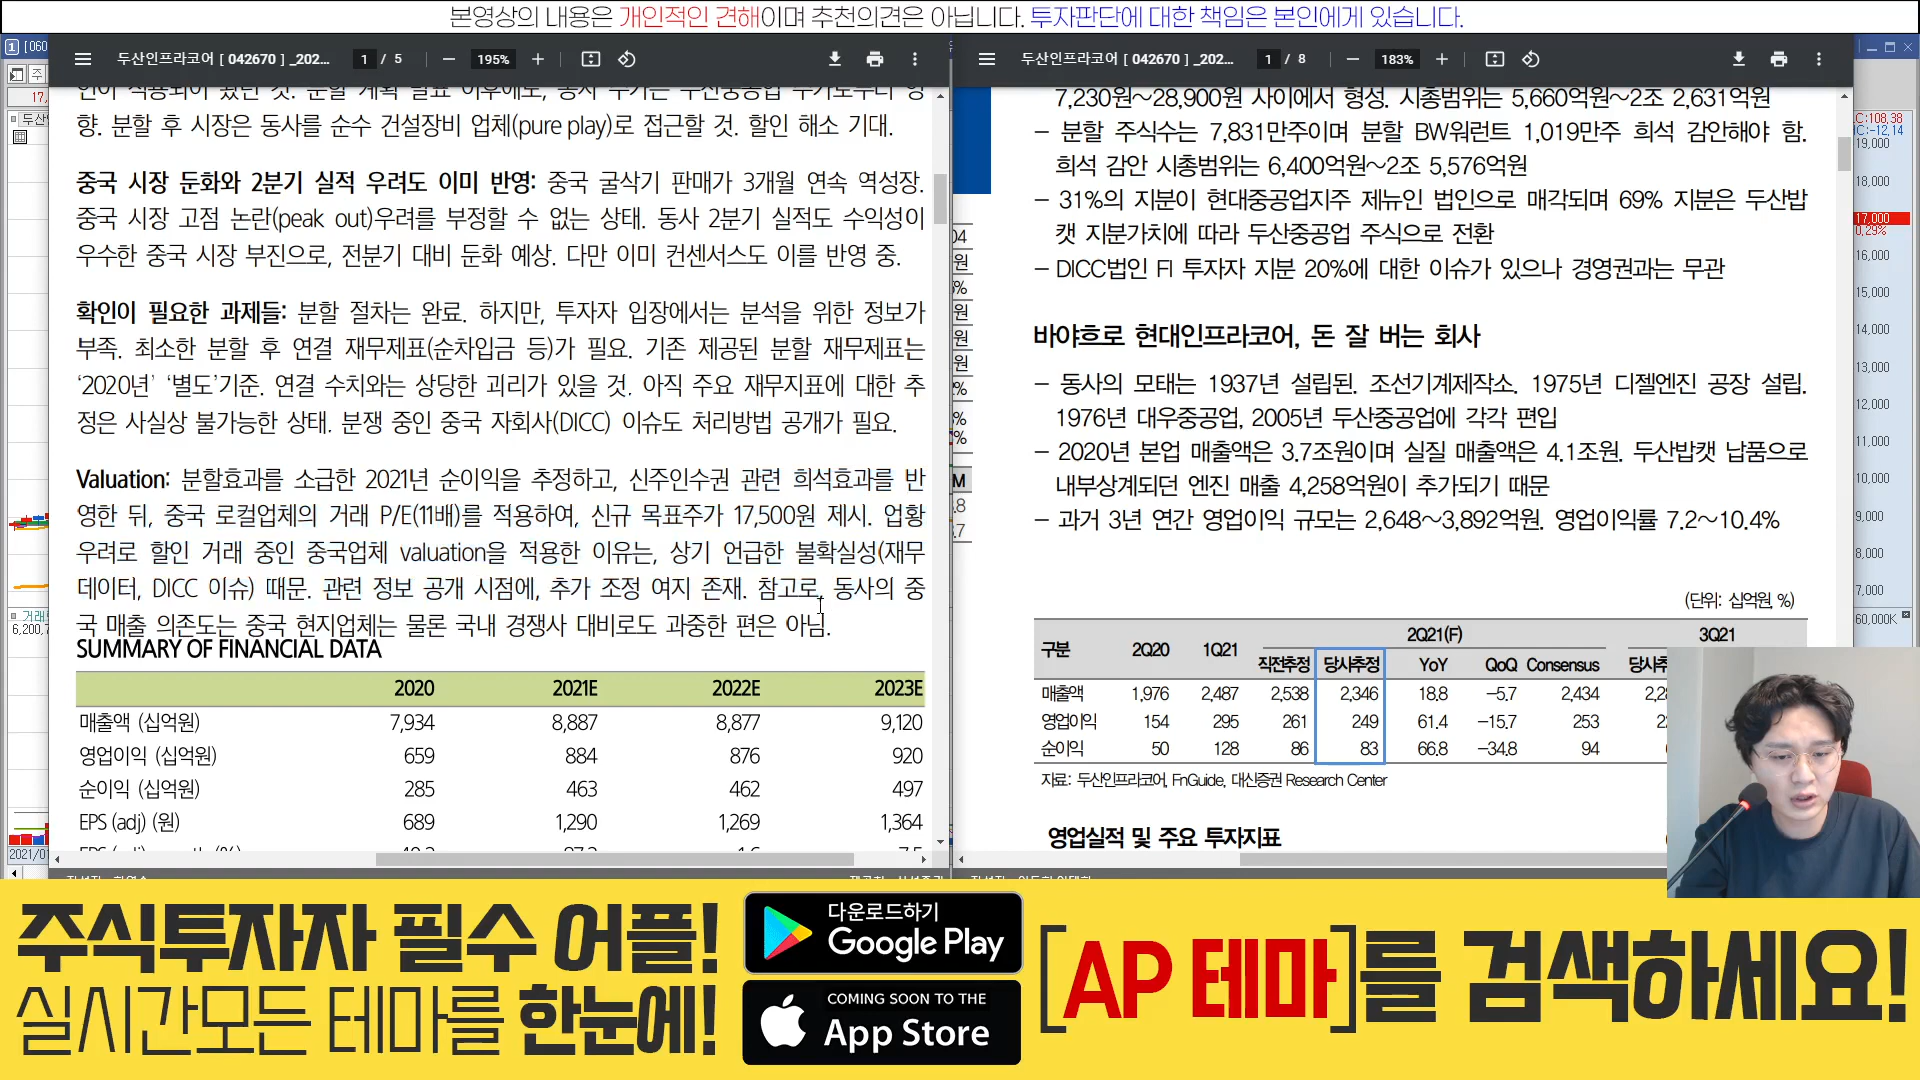 본영상의 내용은 개인적인 견해이며 추천의견은 아닙니다. 투자판단에 대한 책임은 본인에게 있습니다.
1 [060
두산인프라코어 [ 042670 ] _202... 1 / 5 195%
향. 분할 후 시장은 동사를 순수 건설장비 업체(pure play)로 접근할 것. 할인 해소 기대.
중국 시장 둔화와 2분기 실적 우려도 이미 반영: 중국 굴삭기 판매가 3개월 연속 역성장.
중국 시장 고점 논란(peak out)우려를 부정할 수 없는 상태. 동사 2분기 실적도 수익성이
우수한 중국 시장 부진으로, 전분기 대비 둔화 예상. 다만 이미 컨센서스도 이를 반영 중.
확인이 필요한 과제들: 분할 절차는 완료. 하지만, 투자자 입장에서는 분석을 위한 정보가
부족. 최소한 분할 후 연결 재무제표(순차입금 등)가 필요. 기존 제공된 분할 재무제표는
‘2020년’ ‘별도’기준. 연결 수치와는 상당한 괴리가 있을 것. 아직 주요 재무지표에 대한 추
정은 사실상 불가능한 상태. 분쟁 중인 중국 자회사(DICC) 이슈도 처리방법 공개가 필요.
Valuation: 분할효과를 소급한 2021년 순이익을 추정하고, 신주인수권 관련 희석효과를 반
영한 뒤, 중국 로컬업체의 거래 P/E(11배)를 적용하여, 신규 목표주가 17,500원 제시. 업황
우려로 할인 거래 중인 중국업체 valuation을 적용한 이유는, 상기 언급한 불확실성(재무
데이터, DICC 이슈) 때문. 관련 정보 공개 시점에, 추가 조정 여지 존재. 참고로, 동사의 중
국 매출 의존도는 중국 현지업체는 물론 국내 경쟁사 대비로도 과중한 편은 아님.
SUMMARY OF FINANCIAL DATA
2020 2021E 2022E 2023E
매출액 (십억원) 7,934 8,887 8,877 9,120
영업이익 (십억원) 659 884 876 920
순이익 (십억원) 285 463 462 497
EPS (adj) (원) 689 1,290 1,269 1,364
두산인프라코어 [ 042670 ] _202... 1 / 8 183%
7,230원~28,900원 사이에서 형성. 시총범위는 5,660억원~2조 2,631억원
– 분할 주식수는 7,831만주이며 분할 BW워런트 1,019만주 희석 감안해야 함.
희석 감안 시총범위는 6,400억원~2조 5,576억원
– 31%의 지분이 현대중공업지주 제뉴인 법인으로 매각되며 69% 지분은 두산밥
캣 지분가치에 따라 두산중공업 주식으로 전환
– DICC법인 FI 투자자 지분 20%에 대한 이슈가 있으나 경영권과는 무관
바야흐로 현대인프라코어, 돈 잘 버는 회사
– 동사의 모태는 1937년 설립된. 조선기계제작소. 1975년 디젤엔진 공장 설립.
1976년 대우중공업, 2005년 두산중공업에 각각 편입
– 2020년 본업 매출액은 3.7조원이며 실질 매출액은 4.1조원. 두산밥캣 납품으로
내부상계되던 엔진 매출 4,258억원이 추가되기 때문
– 과거 3년 연간 영업이익 규모는 2,648~3,892억원. 영업이익률 7.2~10.4%
(단위: 십억원, %)
구분 2Q20 1Q21 2Q21(F) 3Q21
직전추정 당사추정 YoY QoQ Consensus
매출액 1,976 2,487 2,538 2,346 18.8 –5.7 2,434
영업이익 154 295 261 249 61.4 –15.7 253
순이익 50 128 86 83 66.8 –34.8 94
자료: 두산인프라코어, FnGuide, 대신증권 Research Center
영업실적 및 주요 투자지표
19,000
18,000
17,000
0,29%
16,000
15,000
14,000
13,000
12,000
11,000
10,000
9,000
8,000
7,000
60,000K
주식투자자 필수 어플!
실시간모든 테마를 한눈에!
다운로드하기
Google Play
COMING SOON TO THE
App Store
[AP 테마]를 검색하세요!